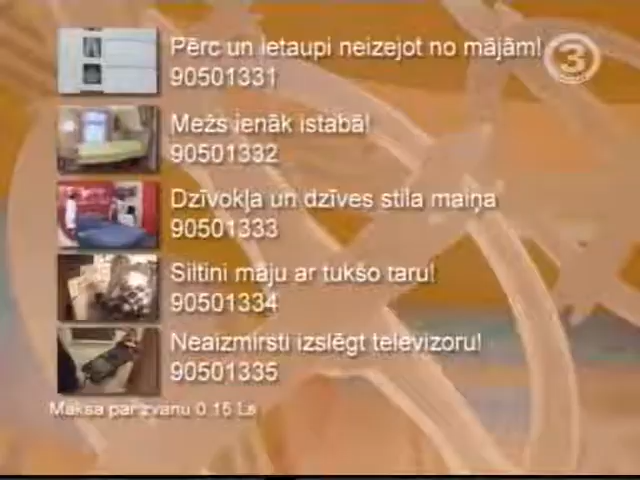 Pērc un ietaupi neizejot no mājām!
90501331
3
Mežs ienāk istabā!
90501332
Dzīvokļa un dzīves stila maiņa
90501333
Siltini māju ar tukšo taru!
90501334
Neaizmirsti izslēgt televizoru!
90501335
Maksa par zvanu 0.15 Ls